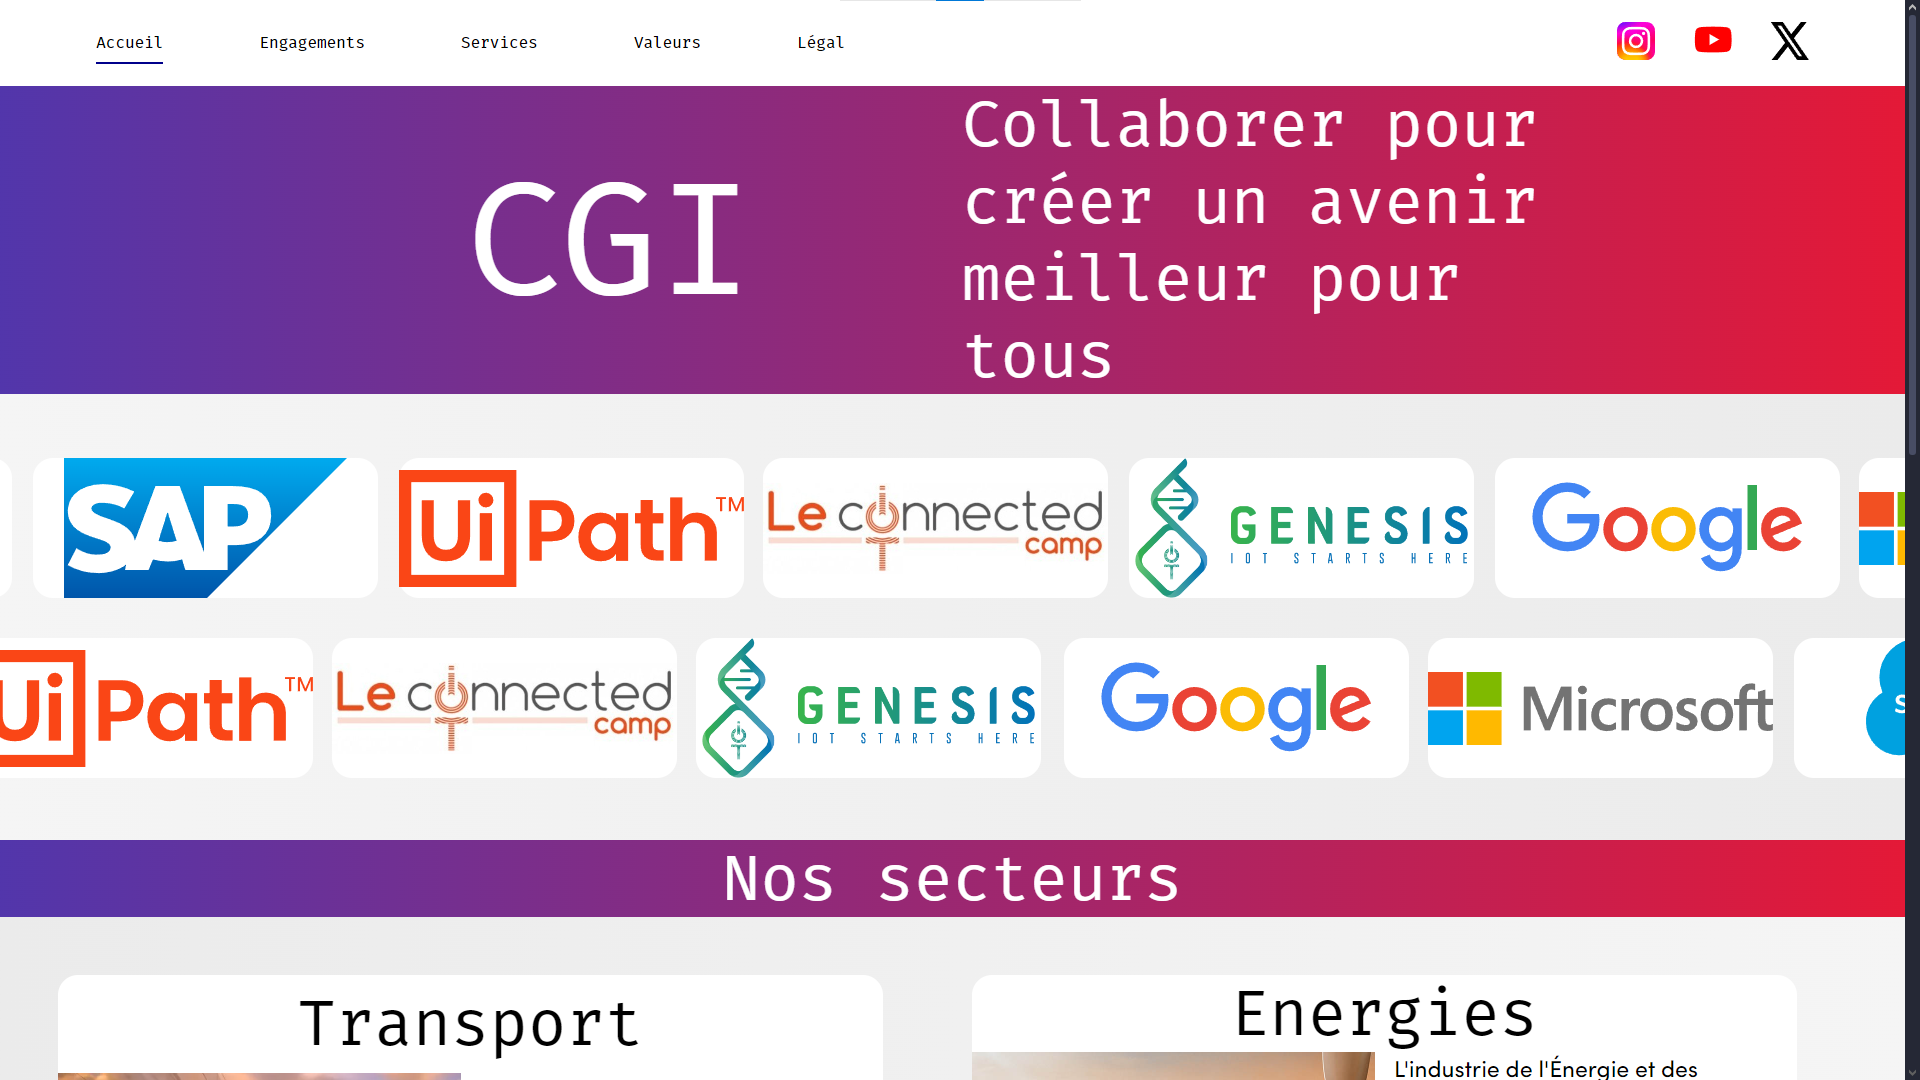 Accueil
Engagements
Services
Valeurs
Légal
CGI
Collaborer pour
créer un avenir
meilleur pour
tous
SAP
UiPath™
Le connected
camp
GENESIS
IOT STARTS HERE
IOT
Google
UiPath™
Le connected
camp
GENESIS
IOT STARTS HERE
IOT
Google
Microsoft
Nos secteurs
Transport
Energies
L'industrie de l'Énergie et des